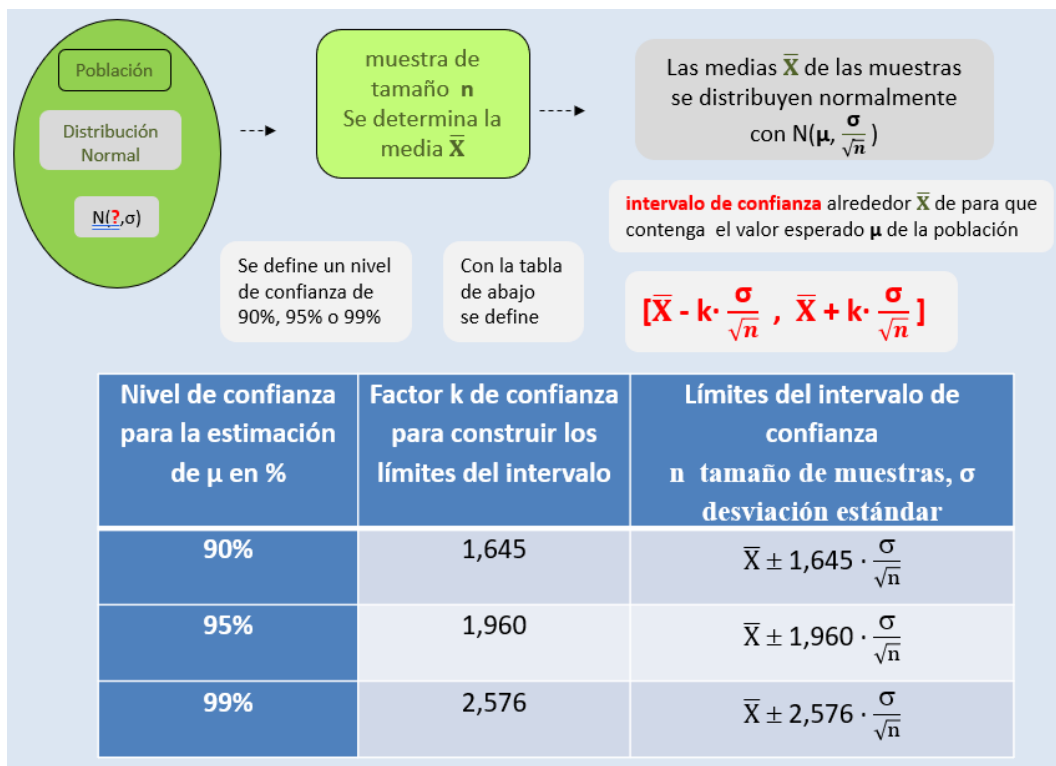 Población
Distribución
Normal
N(?,σ)
muestra de
tamaño n
Se determina la
media X̅
Las medias X̅ de las muestras
se distribuyen normalmente
con N(μ, σ/√n)
intervalo de confianza alrededor X̅ de para que
contenga el valor esperado μ de la población
Se define un nivel
de confianza de
90%, 95% o 99%
Con la tabla
de abajo
se define
[X̅ - k· σ/√n , X̅ + k· σ/√n ]
Nivel de confianza
para la estimación
de μ en %
Factor k de confianza
para construir los
límites del intervalo
Límites del intervalo de
confianza
n tamaño de muestras, σ
desviación estándar
90%
1,645
X̅ ± 1,645 · σ/√n
95%
1,960
X̅ ± 1,960 · σ/√n
99%
2,576
X̅ ± 2,576 · σ/√n